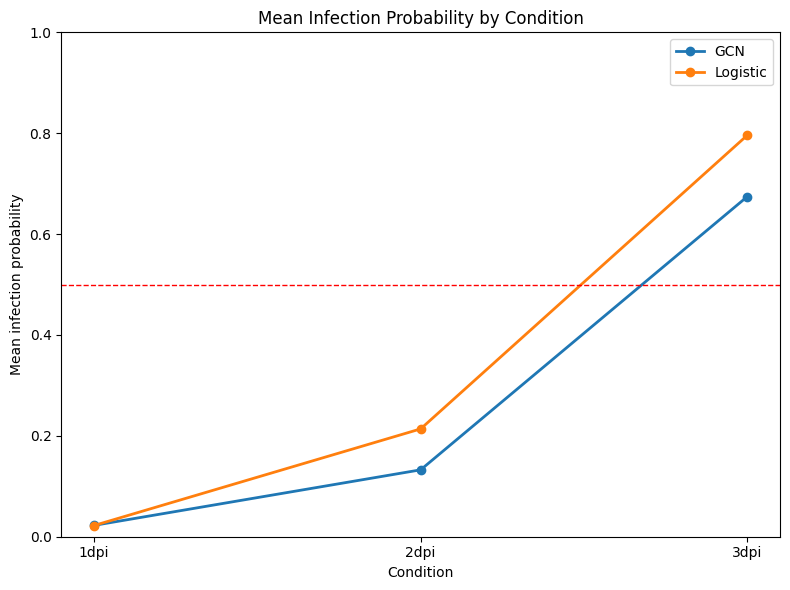 Mean Infection Probability by Condition
GCN
Logistic
Mean infection probability
1.0
0.8
0.6
0.4
0.2
0.0
1dpi
2dpi
3dpi
Condition